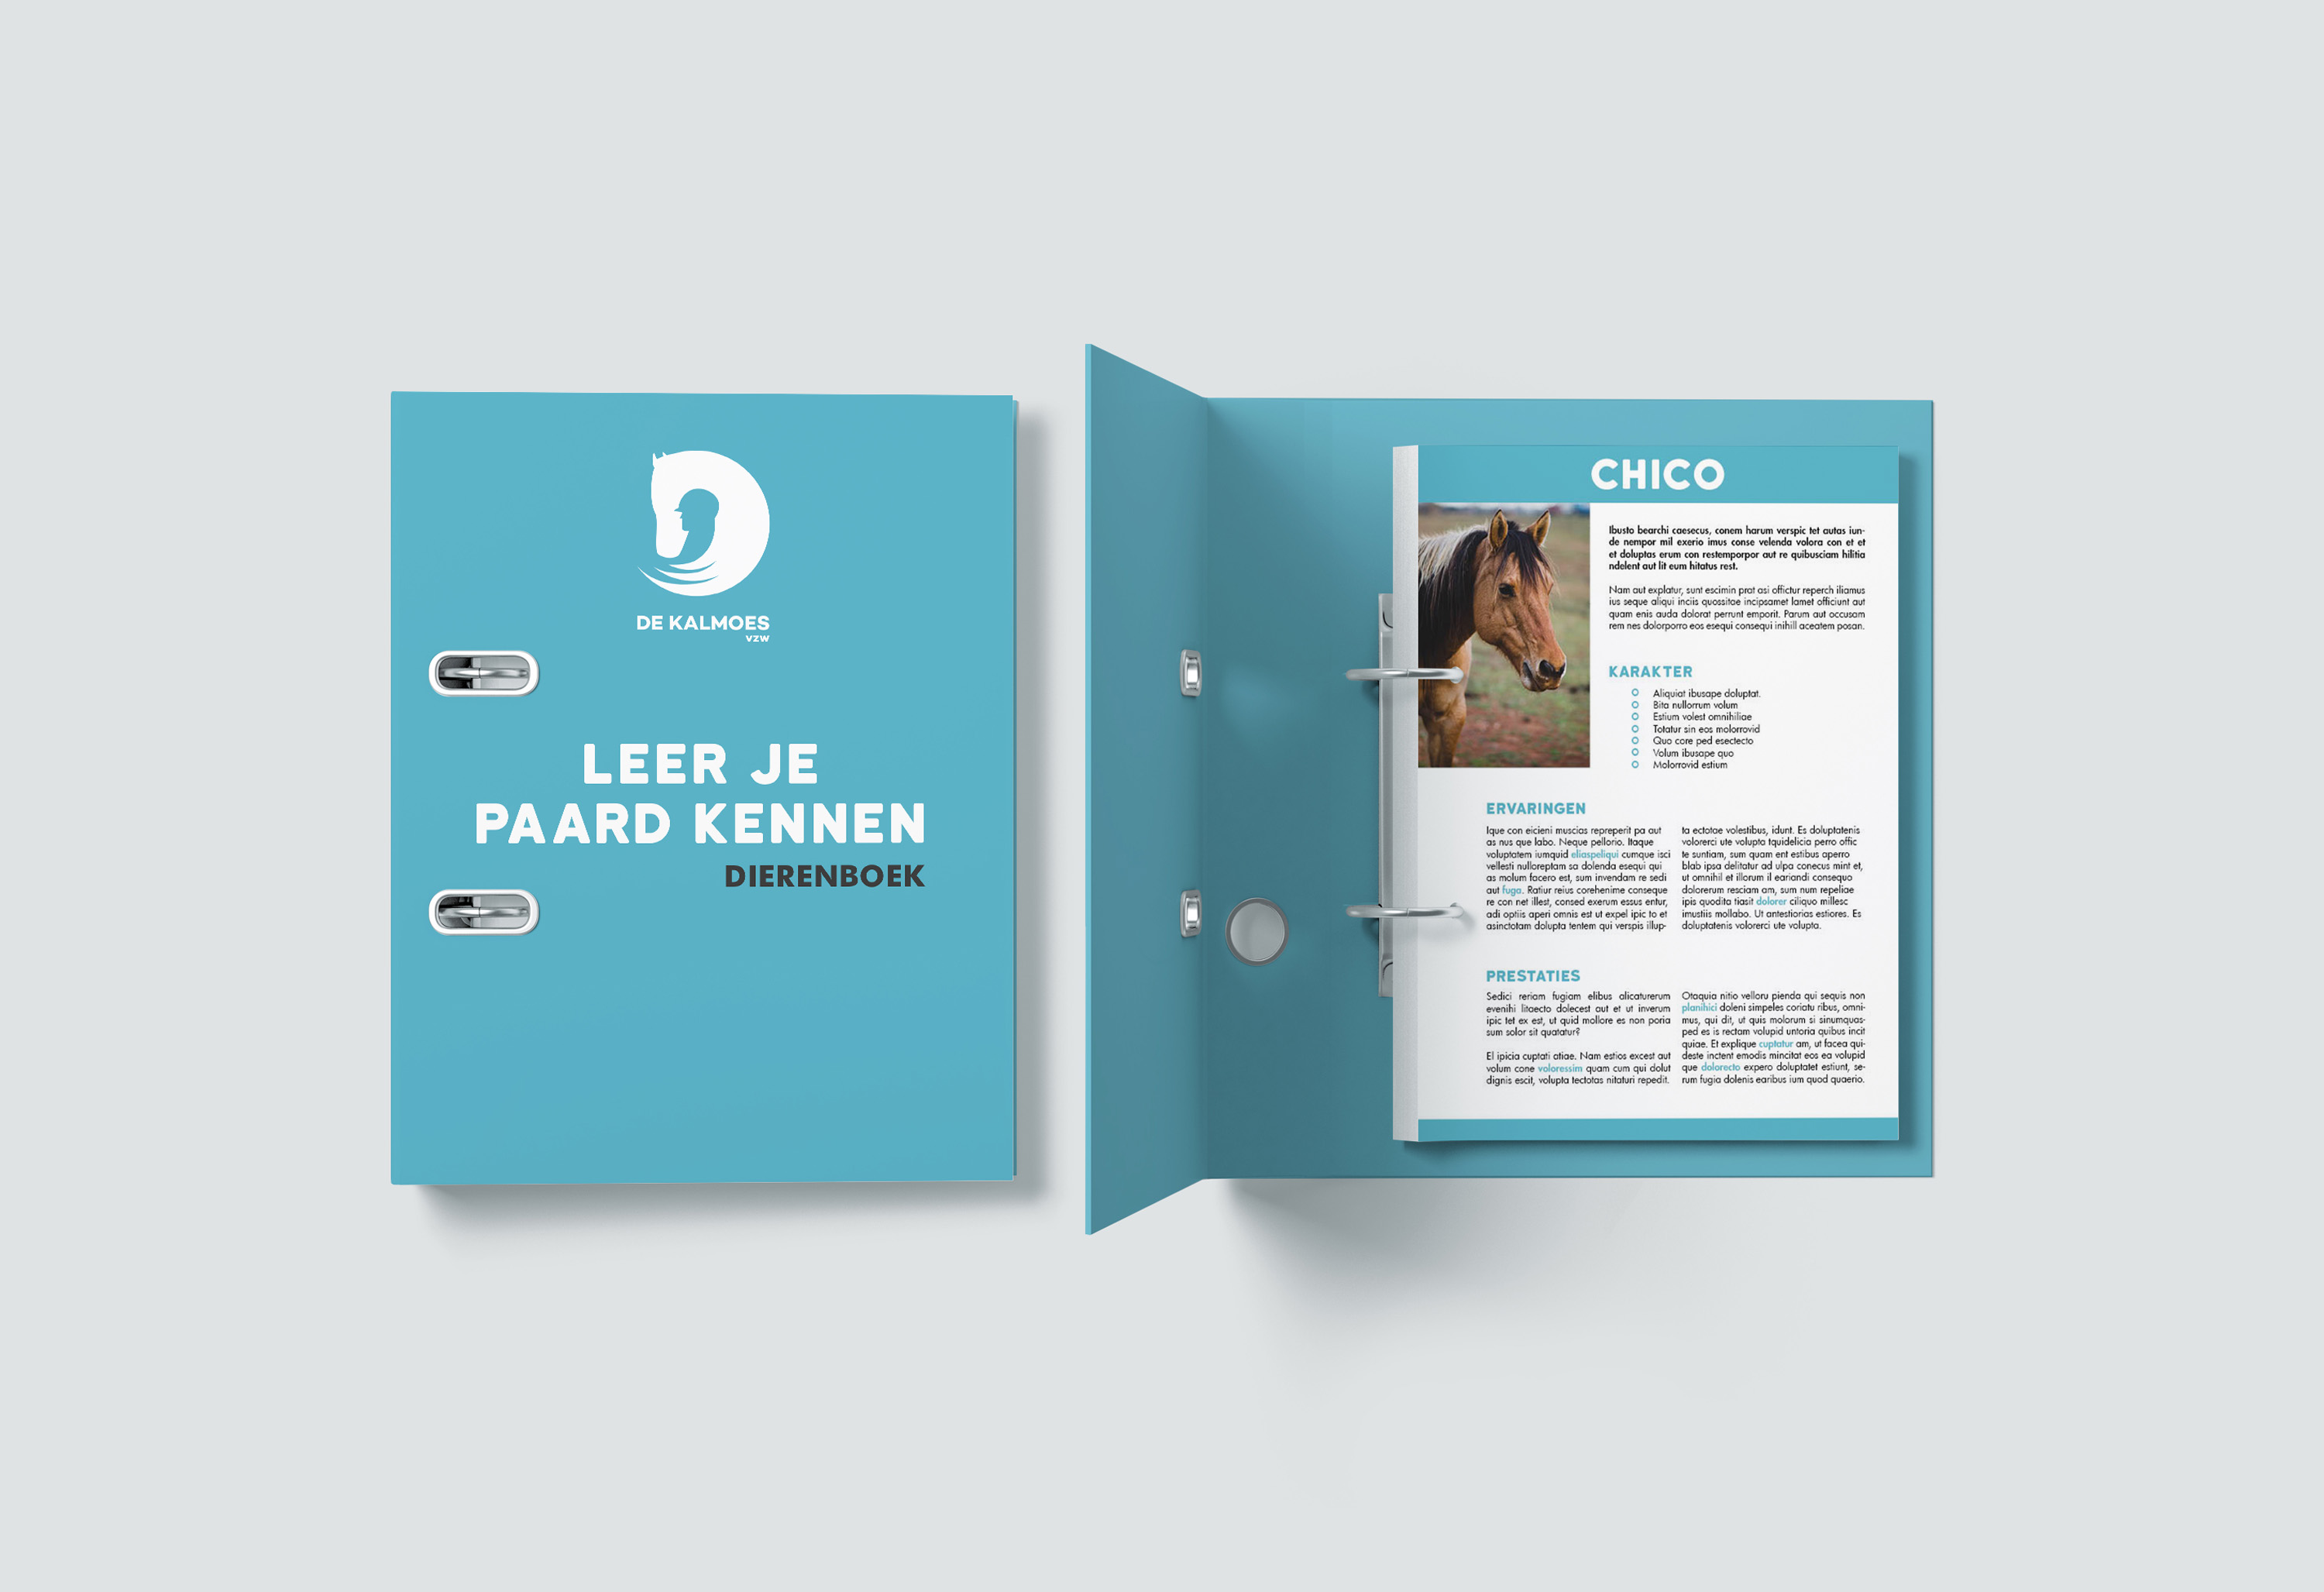 DE KALMOES
VZW
LEER JE
PAARD KENNEN
DIERENBOEK
CHICO
Ibusto bearchi caesecus, conem harum verspic tet autas iun-
de nempor mil exerio imus conse velenda volora con et et
et doluptas erum con restemporpor aut re quibusciam hilitia
ndelent aut lit eum hitatus rest.
Nam aut explatur, sunt escimin prat asi offictur reperch iliamus
ius seque aliqui inciis quossitae incipsamet lamet officiunt aut
quam enis auda dolorat perrunt emporit. Parum aut occusam
rem nes dolorporro eos esequi consequi inihill aceatem posan.
KARAKTER
Aliquiat ibusape doluptat.
Bita nullorrum volum
Estium volest omnihiliae
Totatur sin eos molorrovid
Quo core ped esectecto
Volum ibusape quo
Molorrovid estium
ERVARINGEN
Ique con eicieni muscias repreperit pa aut
as nus que labo. Neque pellorio. Itaque
voluptatem iumquid eliaspeliqui cumque isci
vellesti nulloreptam sa dolenda esequi qui
as molum facero est, sum invendam re sedi
aut fuga. Ratiur reius corehenime conseque
re con net illest, consed exerum essus entur,
adi optiis aperi omnis est ut expel ipic to et
asinctotam dolupta tentem qui verspis illup-
ta ectotae volestibus, idunt. Es doluptatenis
volorerci ute volupta tquidelicia perro offic
te suntiam, sum quam ent estibus aperro
blab ipsa delitatur ad ulpa conecus mint et,
ut omnihil et illorum il eariandi consequo
dolorerum resciam am, sum num repeliae
ipis quodita tiasit dolorer ciliquo millesc
imustiis mollabo. Ut antestiorias estiores. Es
doluptatenis volorerci ute volupta.
PRESTATIES
Sedici reriam fugiam elibus alicaturerum
evenihi litaecto dolecest aut et ut inverum
ipic tet ex est, ut quid mollore es non poria
sum solor sit quatatur?
El ipicia cuptati atiae. Nam estios excest aut
volum cone voloressim quam cum qui dolut
dignis escit, volupta tectotas nitaturi repedit.
Otaquia nitio velloru pienda qui sequis non
planihici doleni simpeles coriatu ribus, omni-
mus, qui dit, ut quis molorum si sinumquas-
ped es is rectam volupid untoria quibus incit
quiae. Et explique cuptatur am, ut facea qui-
deste inctent emodis mincitat eos ea volupid
que dolorecto expero doluptatet estiunt, se-
rum fugia dolenis earibus ium quod quaerio.